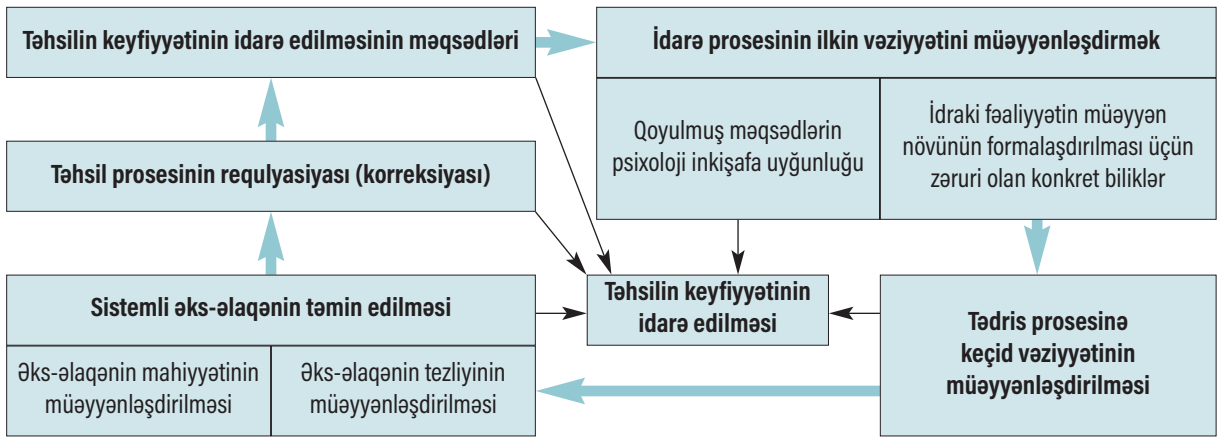 Təhsilin keyfiyyətinin idarə edilməsinin məqsədləri
İdarə prosesinin ilkin vəziyyətini müəyyənləşdirmək
Qoyulmuş məqsədlərin
psixoloji inkişafa uyğunluğu
İdraki fəaliyyətin müəyyən
növünün formalaşdırılması üçün
zəruri olan konkret biliklər
Təhsil prosesinin requlyasiyası (korreksiyası)
Sistemli əks-əlaqənin təmin edilməsi
Əks-əlaqənin mahiyyətinin
müəyyənləşdirilməsi
Əks-əlaqənin tezliyinin
müəyyənləşdirilməsi
Təhsilin keyfiyyətinin
idarə edilməsi
Tədris prosesinə
keçid vəziyyətinin
müəyyənləşdirilməsi